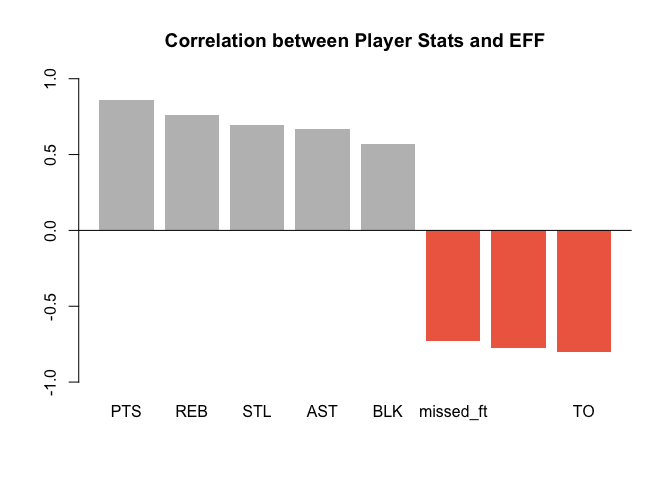 Correlation between Player Stats and EFF
1.0
0.5
0.0
-0.5
-1.0
PTS REB STL AST BLK missed_ft TO